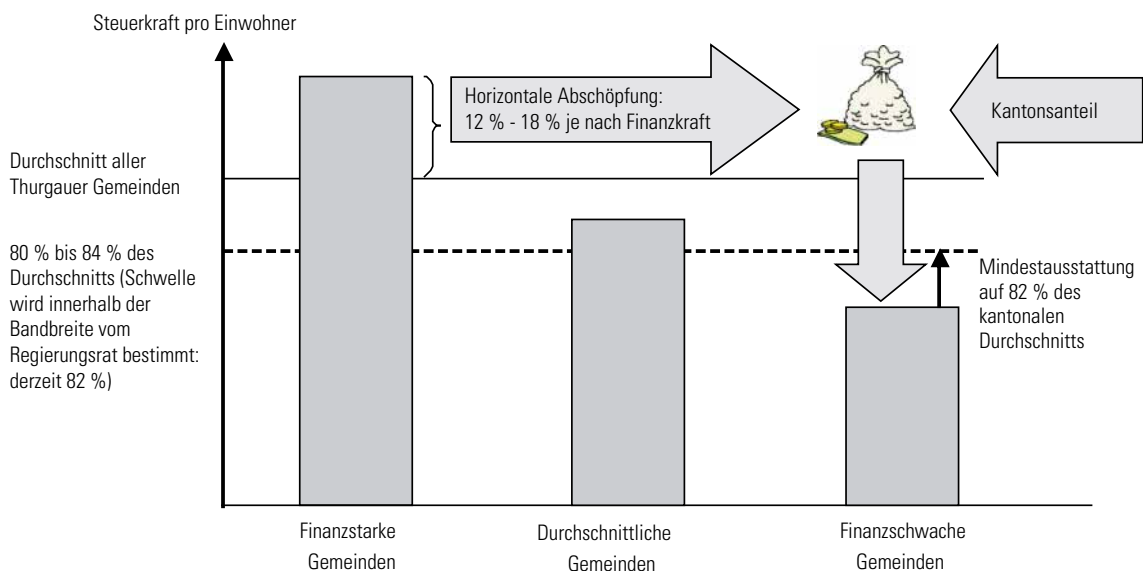 Steuerkraft pro Einwohner
Horizontale Abschöpfung:
12 % - 18 % je nach Finanzkraft
Kantonsanteil
Durchschnitt aller
Thurgauer Gemeinden
80 % bis 84 % des
Durchschnitts (Schwelle
wird innerhalb der
Bandbreite vom
Regierungsrat bestimmt:
derzeit 82 %)
Mindestausstattung
auf 82 % des
kantonalen
Durchschnitts
Finanzstarke
Gemeinden
Durchschnittliche
Gemeinden
Finanzschwache
Gemeinden